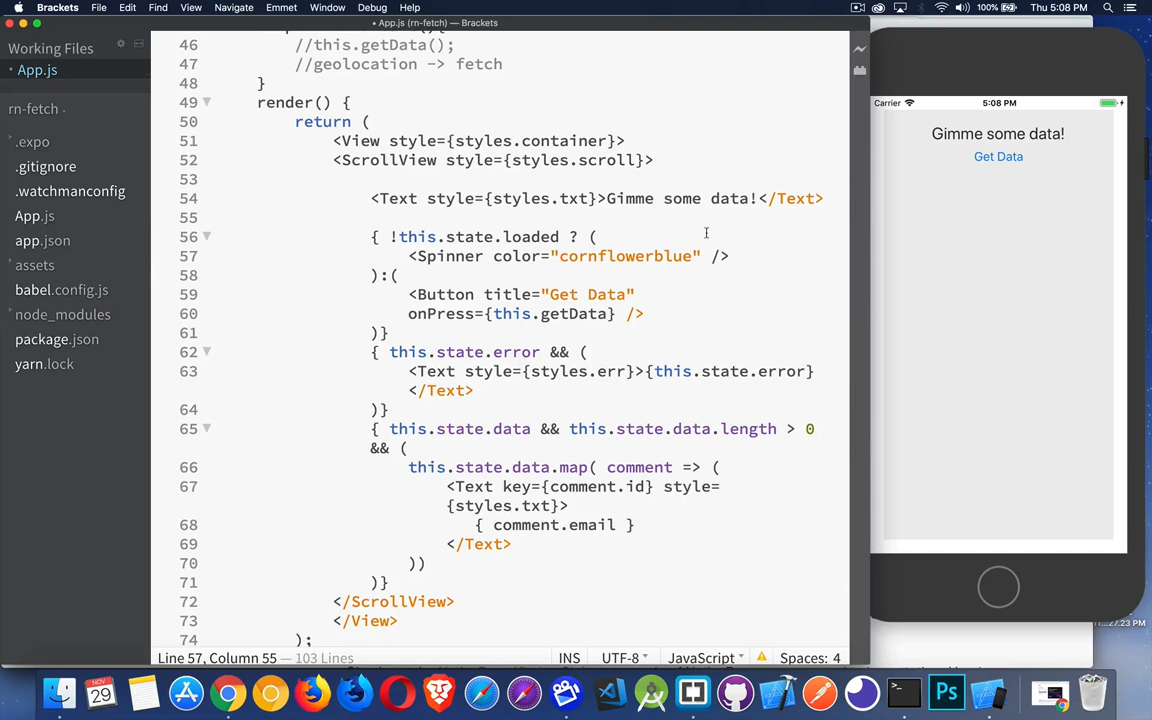 Brackets File Edit Find View Navigate Emmet Window Debug Help 100% Thu 5:08 PM
• App.js (rn-fetch) — Brackets
Working Files
• App.js
rn-fetch
.expo
.gitignore
.watchmanconfig
App.js
app.json
assets
babel.config.js
node_modules
package.json
yarn.lock
46 //this.getData();
47 //geolocation -> fetch
48 }
49 render() {
50 return (
51 <View style={styles.container}>
52 <ScrollView style={styles.scroll}>
53
54 <Text style={styles.txt}>Gimme some data!</Text>
55
56 { !this.state.loaded ? (
57 <Spinner color="cornflowerblue" />
58 ):(
59 <Button title="Get Data"
60 onPress={this.getData} />
61 )}
62 { this.state.error && (
63 <Text style={styles.err}>{this.state.error}
</Text>
64 )}
65 { this.state.data && this.state.data.length > 0
&& (
66 this.state.data.map( comment => (
67 <Text key={comment.id} style=
{styles.txt}>
68 { comment.email }
69 </Text>
70 ))
71 )}
72 </ScrollView>
73 </View>
74 );
Line 57, Column 55 — 103 Lines INS UTF-8 JavaScript Spaces: 4
Carrier 5:08 PM
Gimme some data!
Get Data
...27.23 PM
NOV
29
Ps